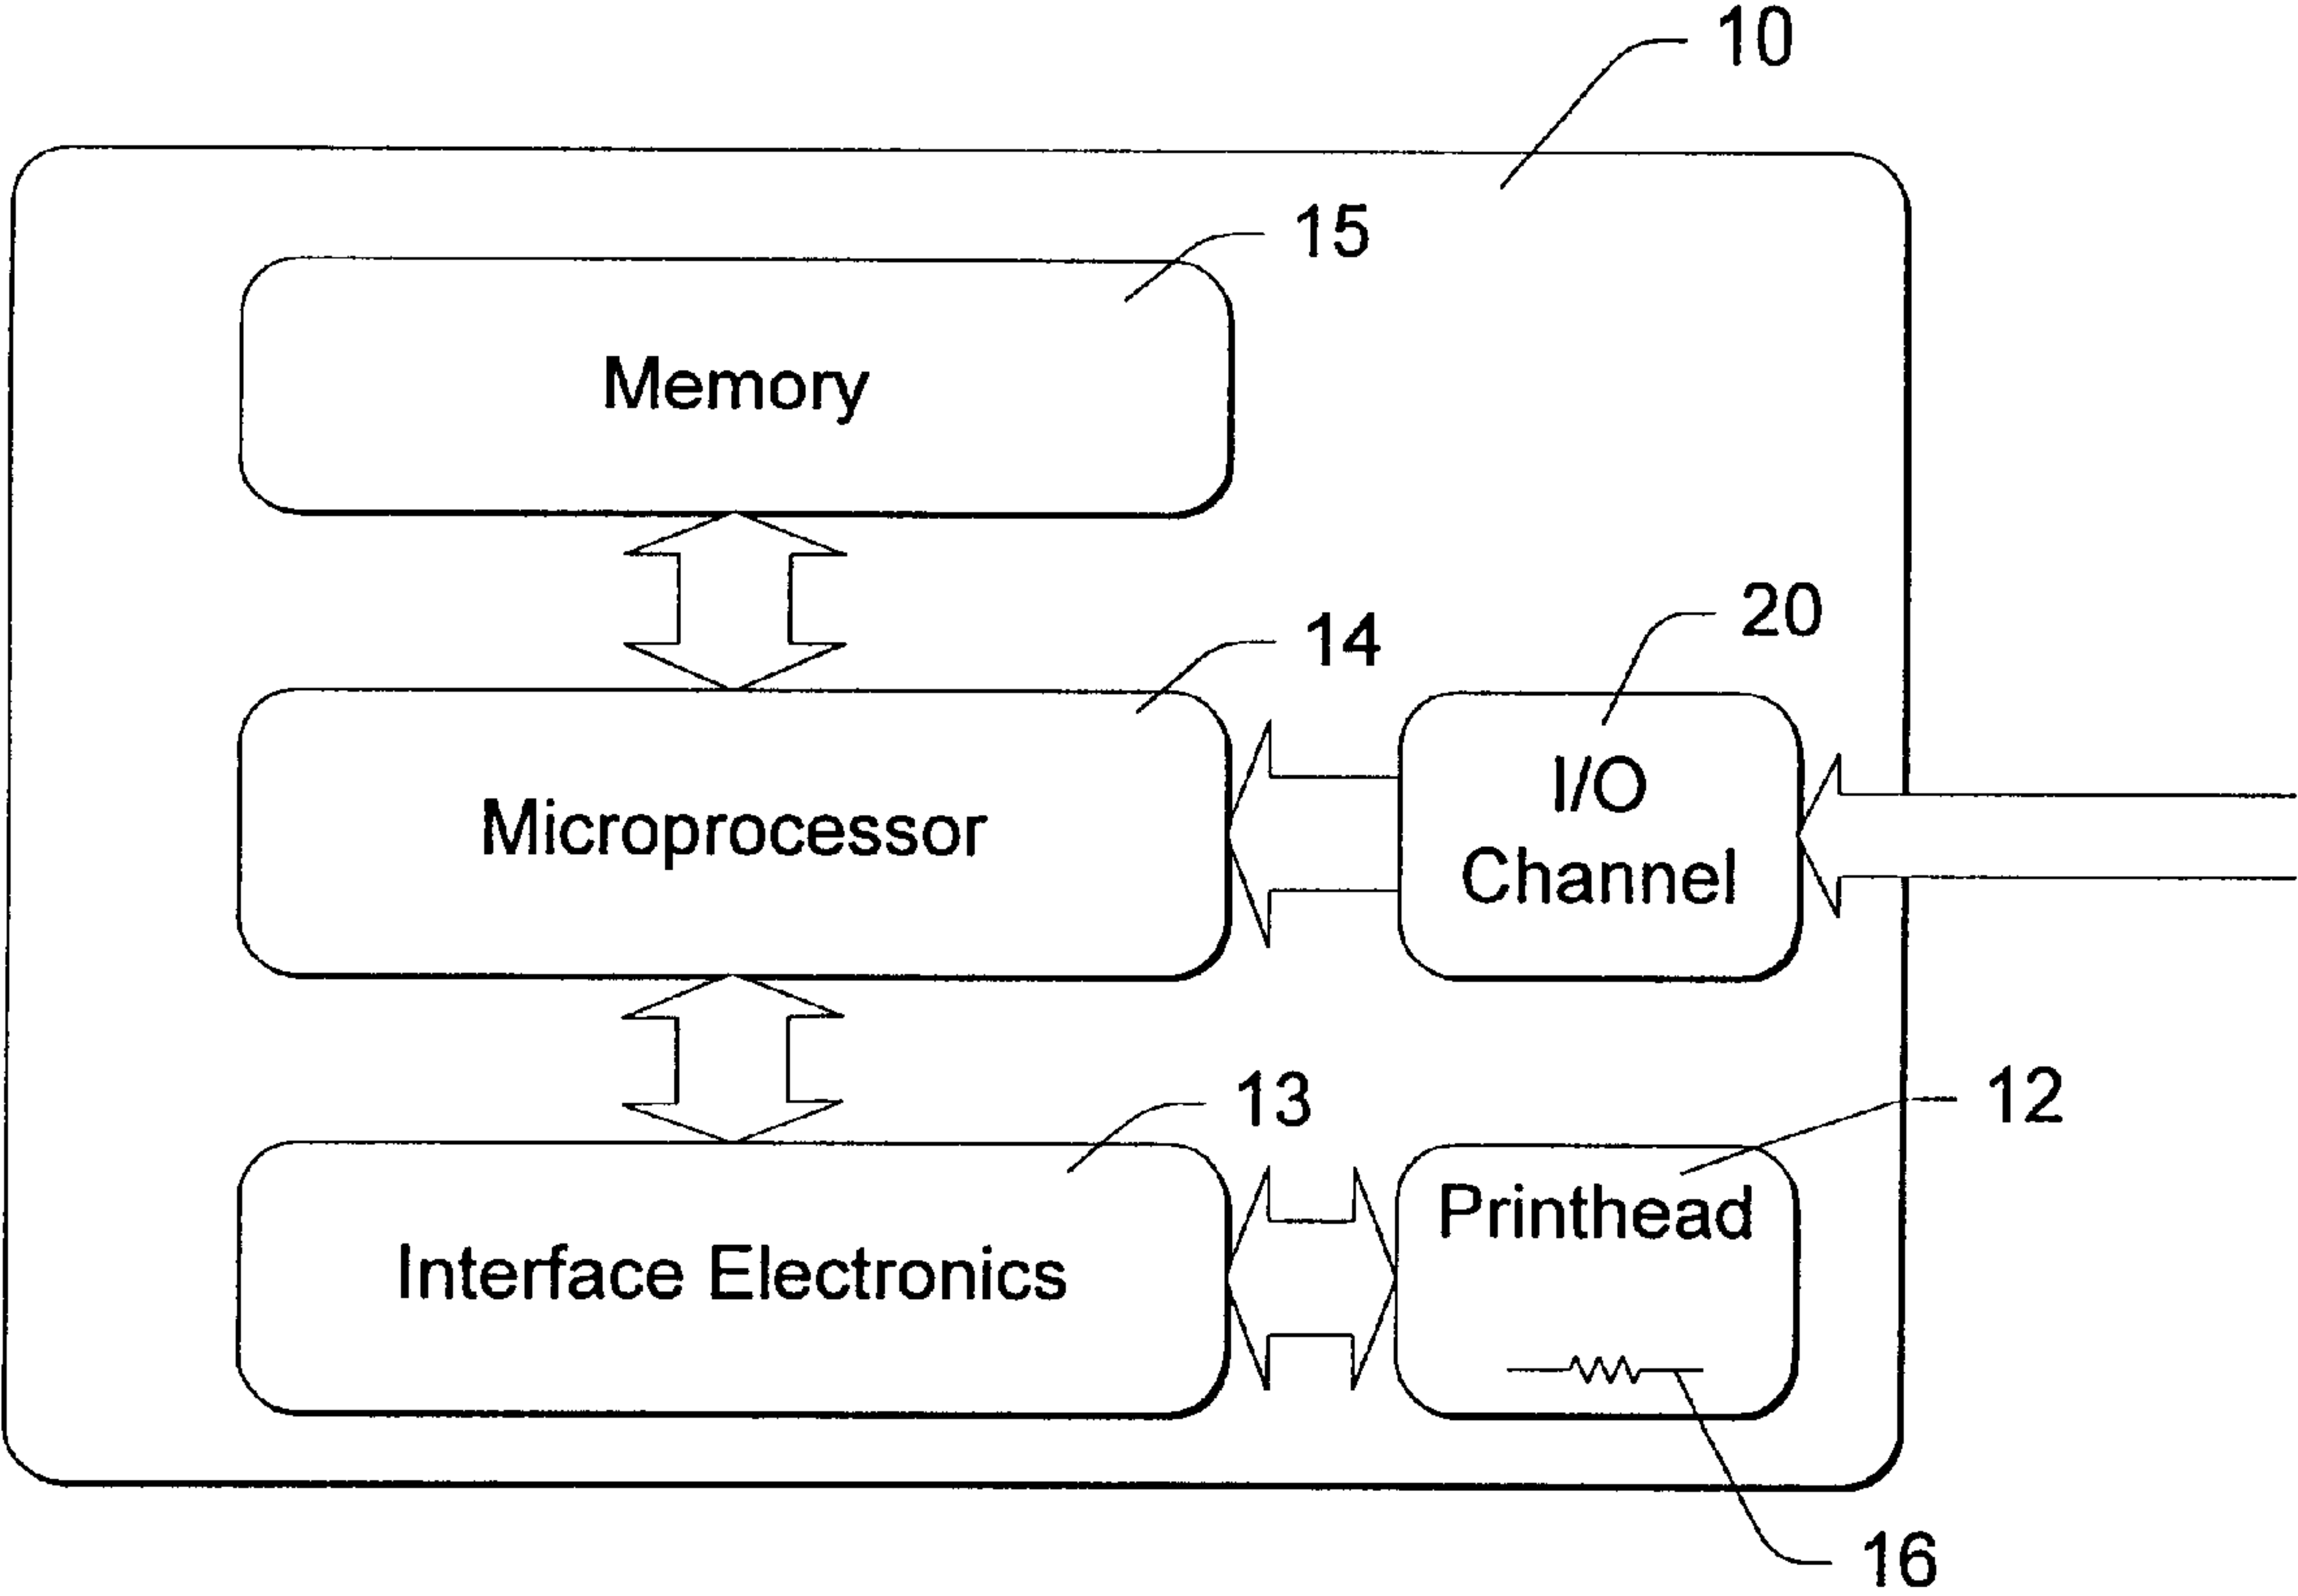 10
15
Memory
20
14
I/O
Channel
Microprocessor
12
13
Printhead
Interface Electronics
16